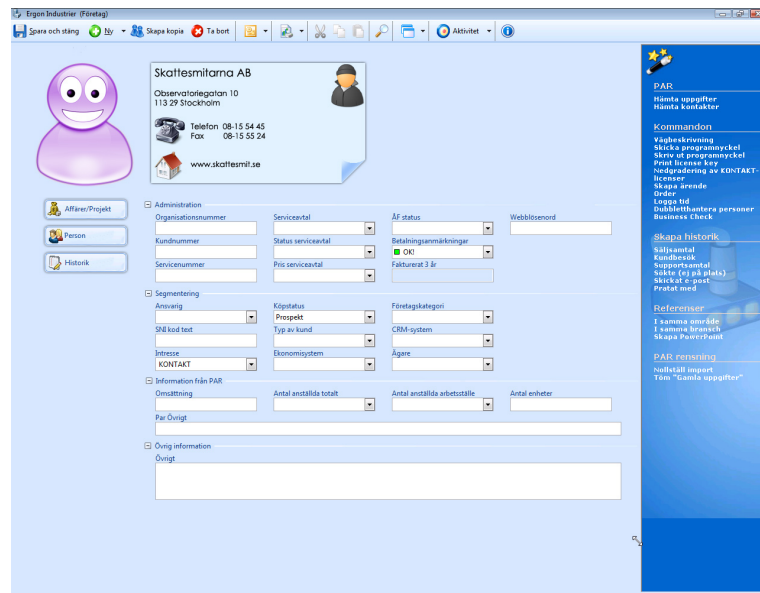 Ergon Industrier (Företag)
Spara och stäng Ny Skapa kopia Ta bort Aktivitet
Skattesmitarna AB
Observatoriegatan 10
113 29 Stockholm
Telefon 08-15 54 45
Fax 08-15 55 24
www.skattesmit.se
Affärer/Projekt
Person
Historik
Administration
Organisationsnummer Serviceavtal ÅF status Webblösenord
Kundnummer Status serviceavtal Betalningsanmärkningar
OK!
Servicenummer Pris serviceavtal Fakturerat 3 år
Segmentering
Ansvarig Köpstatus Företagskategori
Prospekt
SNI kod text Typ av kund CRM-system
Intresse Ekonomisystem Ägare
KONTAKT
Information från PAR
Omsättning Antal anställda totalt Antal anställda arbetsställe Antal enheter
Par Övrigt
Övrig information
Övrigt
PAR
Hämta uppgifter
Hämta kontakter
Kommandon
Vägbeskrivning
Skicka programnyckel
Skriv ut programnyckel
Print license key
Nedgradering av KONTAKT-
licenser
Skapa ärende
Order
Logga tid
Dubbletthantera personer
Business Check
Skapa historik
Säljsamtal
Kundbesök
Supportsamtal
Sökte (ej på plats)
Skickat e-post
Pratat med
Referenser
I samma område
I samma bransch
Skapa PowerPoint
PAR rensning
Nollställ import
Töm "Gamla uppgifter"